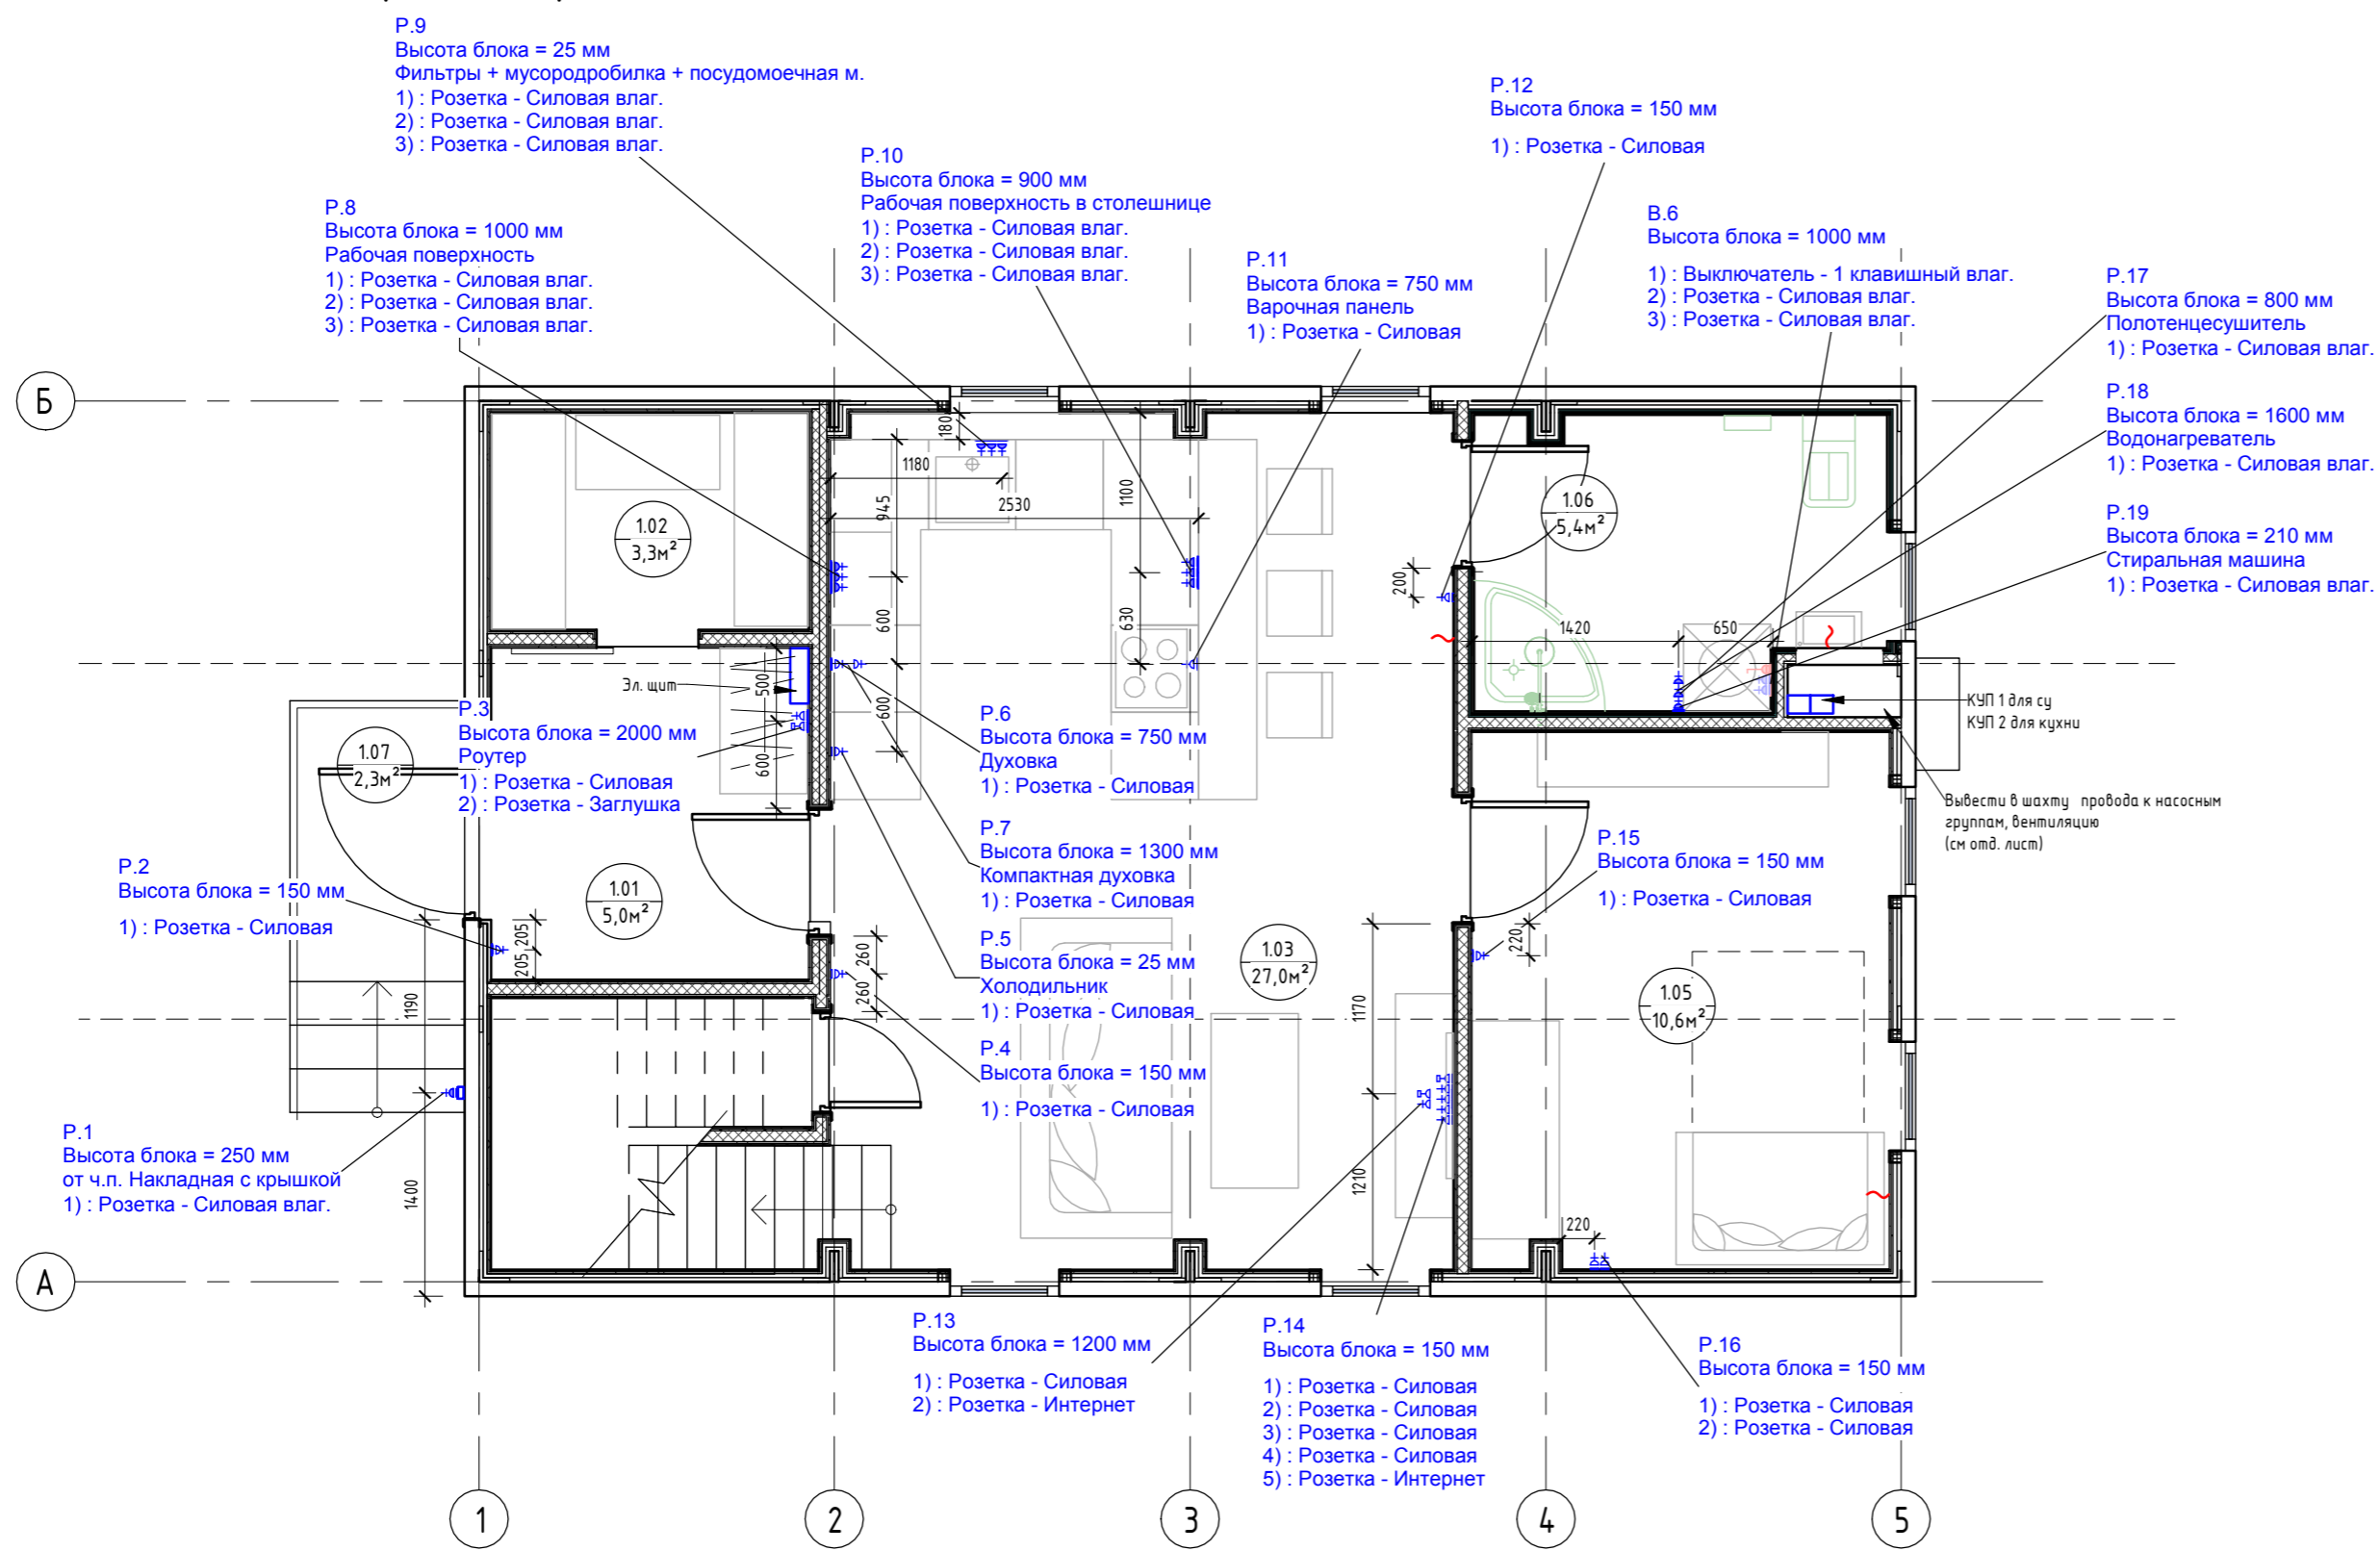 Р.9
Высота блока = 25 мм
Фильтры + мусородробилка + посудомоечная м.
1) : Розетка - Силовая влаг.
2) : Розетка - Силовая влаг.
3) : Розетка - Силовая влаг.
Р.8
Высота блока = 1000 мм
Рабочая поверхность
1) : Розетка - Силовая влаг.
2) : Розетка - Силовая влаг.
3) : Розетка - Силовая влаг.
Р.10
Высота блока = 900 мм
Рабочая поверхность в столешнице
1) : Розетка - Силовая влаг.
2) : Розетка - Силовая влаг.
3) : Розетка - Силовая влаг.
Р.11
Высота блока = 750 мм
Варочная панель
1) : Розетка - Силовая
Р.12
Высота блока = 150 мм
1) : Розетка - Силовая
В.6
Высота блока = 1000 мм
1) : Выключатель - 1 клавишный влаг.
2) : Розетка - Силовая влаг.
3) : Розетка - Силовая влаг.
Р.17
Высота блока = 800 мм
Полотенцесушитель
1) : Розетка - Силовая влаг.
Р.18
Высота блока = 1600 мм
Водонагреватель
1) : Розетка - Силовая влаг.
Р.19
Высота блока = 210 мм
Стиральная машина
1) : Розетка - Силовая влаг.
Б
180
1180
945
2530
1100
1.02
3,3м²
1.06
5,4м²
600
630
200
1420
650
Эл. щит
500
600
600
Р.3
Высота блока = 2000 мм
Роутер
1) : Розетка - Силовая
2) : Розетка - Заглушка
1.07
2,3м²
Р.6
Высота блока = 750 мм
Духовка
1) : Розетка - Силовая
КУП 1 для су
КУП 2 для кухни
Вывести в шахту провода к насосным
группам, вентиляцию
(см отд. лист)
Р.7
Высота блока = 1300 мм
Компактная духовка
1) : Розетка - Силовая
Р.15
Высота блока = 150 мм
1) : Розетка - Силовая
Р.2
Высота блока = 150 мм
1) : Розетка - Силовая
1.01
5,0м²
205
205
260
260
Р.5
Высота блока = 25 мм
Холодильник
1) : Розетка - Силовая
1.03
27,0м²
220
1.05
10,6м²
1190
1170
Р.4
Высота блока = 150 мм
1) : Розетка - Силовая
Р.1
Высота блока = 250 мм
от ч.п. Накладная с крышкой
1) : Розетка - Силовая влаг.
1400
1210
220
А
Р.13
Высота блока = 1200 мм
1) : Розетка - Силовая
2) : Розетка - Интернет
Р.14
Высота блока = 150 мм
1) : Розетка - Силовая
2) : Розетка - Силовая
3) : Розетка - Силовая
4) : Розетка - Силовая
5) : Розетка - Интернет
Р.16
Высота блока = 150 мм
1) : Розетка - Силовая
2) : Розетка - Силовая
1
2
3
4
5